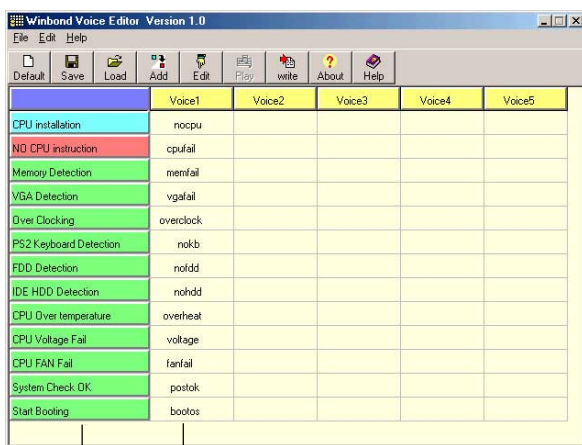 Winbond Voice Editor Version 1.0
File Edit Help
Default Save Load Add Edit Play write About Help
Voice1 Voice2 Voice3 Voice4 Voice5
CPU installation nocpu
NO CPU instruction cpufail
Memory Detection memfail
VGA Detection vgafail
Over Clocking overclock
PS2 Keyboard Detection nokb
FDD Detection nofdd
IDE HDD Detection nohdd
CPU Over temperature overheat
CPU Voltage Fail voltage
CPU FAN Fail fanfail
System Check OK postok
Start Booting bootos